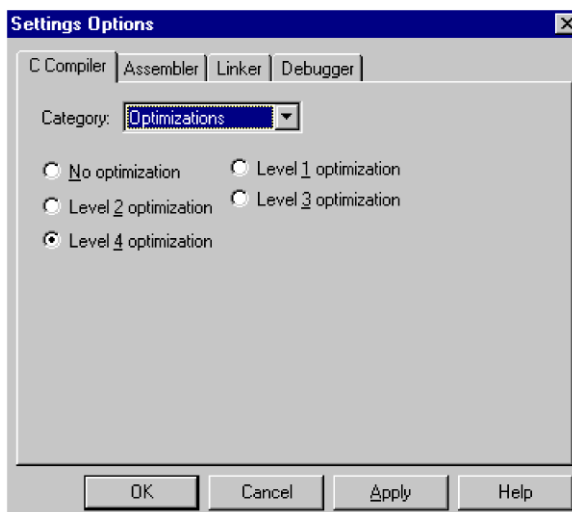 Settings Options
C Compiler Assembler Linker Debugger
Category: Optimizations
No optimization Level 1 optimization
Level 2 optimization Level 3 optimization
Level 4 optimization
OK Cancel Apply Help